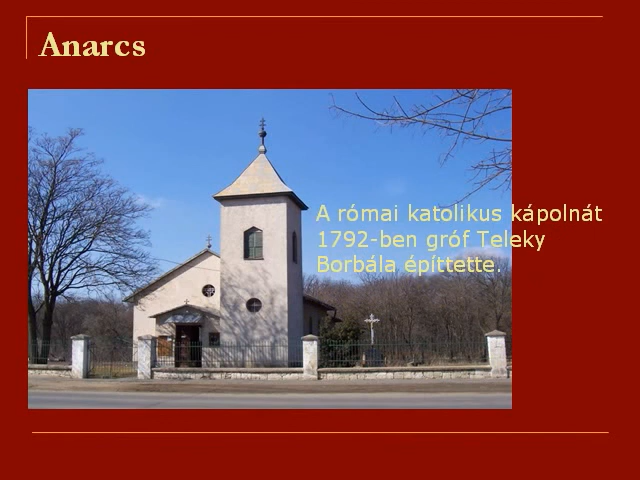 Anarcs
A római katolikus kápolnát
1792-ben gróf Teleky
Borbála építtette.